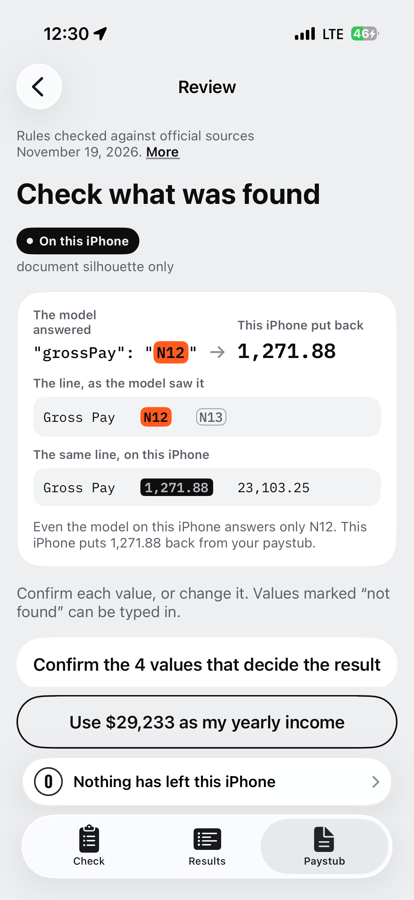 12:30
LTE 46
Review
Rules checked against official sources
November 19, 2026. More
Check what was found
On this iPhone
document silhouette only
The model
answered
"grossPay": "N12"
This iPhone put back
1,271.88
The line, as the model saw it
Gross Pay N12 N13
The same line, on this iPhone
Gross Pay 1,271.88 23,103.25
Even the model on this iPhone answers only N12. This
iPhone puts 1,271.88 back from your paystub.
Confirm each value, or change it. Values marked “not
found” can be typed in.
Confirm the 4 values that decide the result
Use $29,233 as my yearly income
0 Nothing has left this iPhone
Check Results Paystub